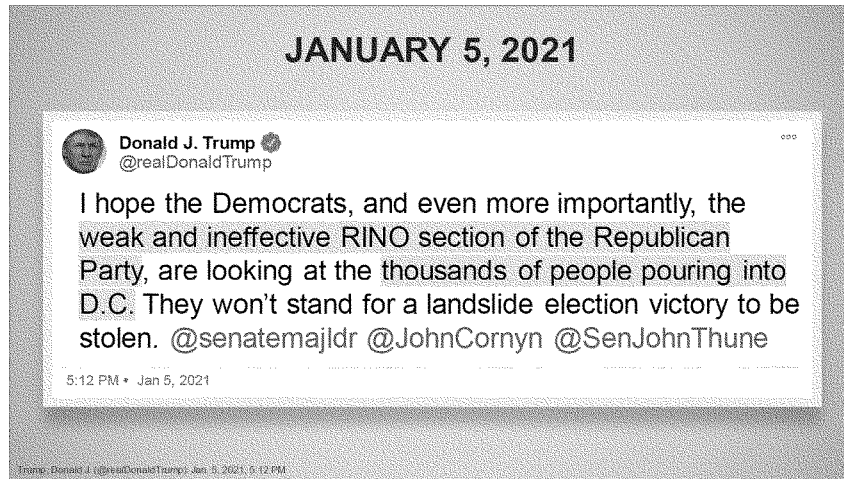 JANUARY 5, 2021
Donald J. Trump
@realDonaldTrump
I hope the Democrats, and even more importantly, the
weak and ineffective RINO section of the Republican
Party, are looking at the thousands of people pouring into
D.C. They won't stand for a landslide election victory to be
stolen. @senatemajldr @JohnCornyn @SenJohnThune
5:12 PM • Jan 5, 2021
Trump, Donald J. (@realDonaldTrump). Jan. 5, 2021, 5:12 PM